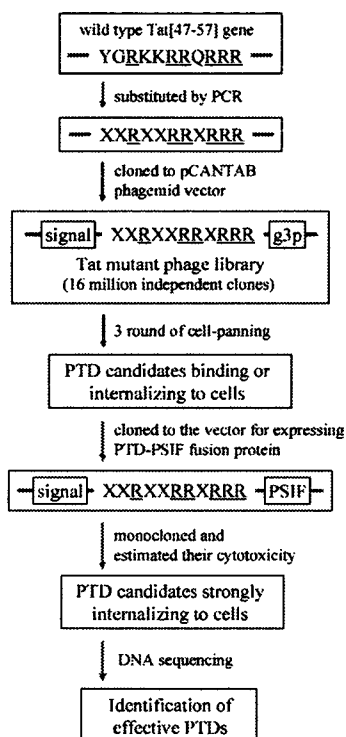 wild type Tat[47-57] gene
YGRKKRRQRRR
substituted by PCR
XXRXXRRXRRR
cloned to pCANTAB
phagemid vector
signal XXRXXRRXRRR g3p
Tat mutant phage library
(16 million independent clones)
3 round of cell-panning
PTD candidates binding or
internalizing to cells
cloned to the vector for expressing
PTD-PSIF fusion protein
signal XXRXXRRXRRR PSIF
monocloned and
estimated their cytotoxicity
PTD candidates strongly
internalizing to cells
DNA sequencing
Identification of
effective PTDs